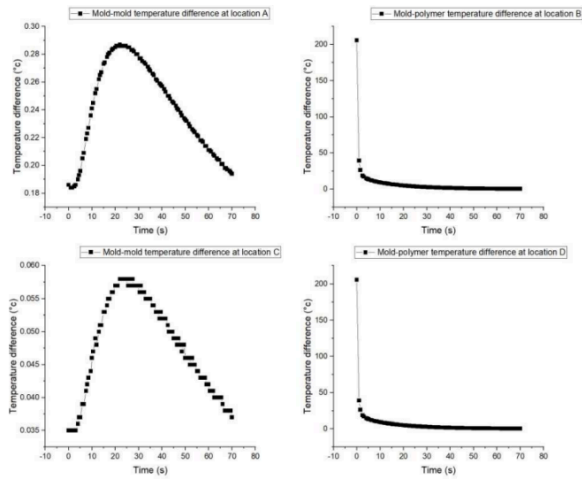 Mold-mold temperature difference at location A
Temperature difference (°c)
0.30
0.28
0.26
0.24
0.22
0.20
0.18
-10 0 10 20 30 40 50 60 70 80
Time (s)
Mold-polymer temperature difference at location B
Temperature difference (°c)
200
150
100
50
0
-10 0 10 20 30 40 50 60 70 80
Time (s)
Mold-mold temperature difference at location C
Temperature difference (°c)
0.060
0.055
0.050
0.045
0.040
0.035
-10 0 10 20 30 40 50 60 70 80
Time (s)
Mold-polymer temperature difference at location D
Temperature difference (°c)
200
150
100
50
0
-10 0 10 20 30 40 50 60 70 80
Time (s)